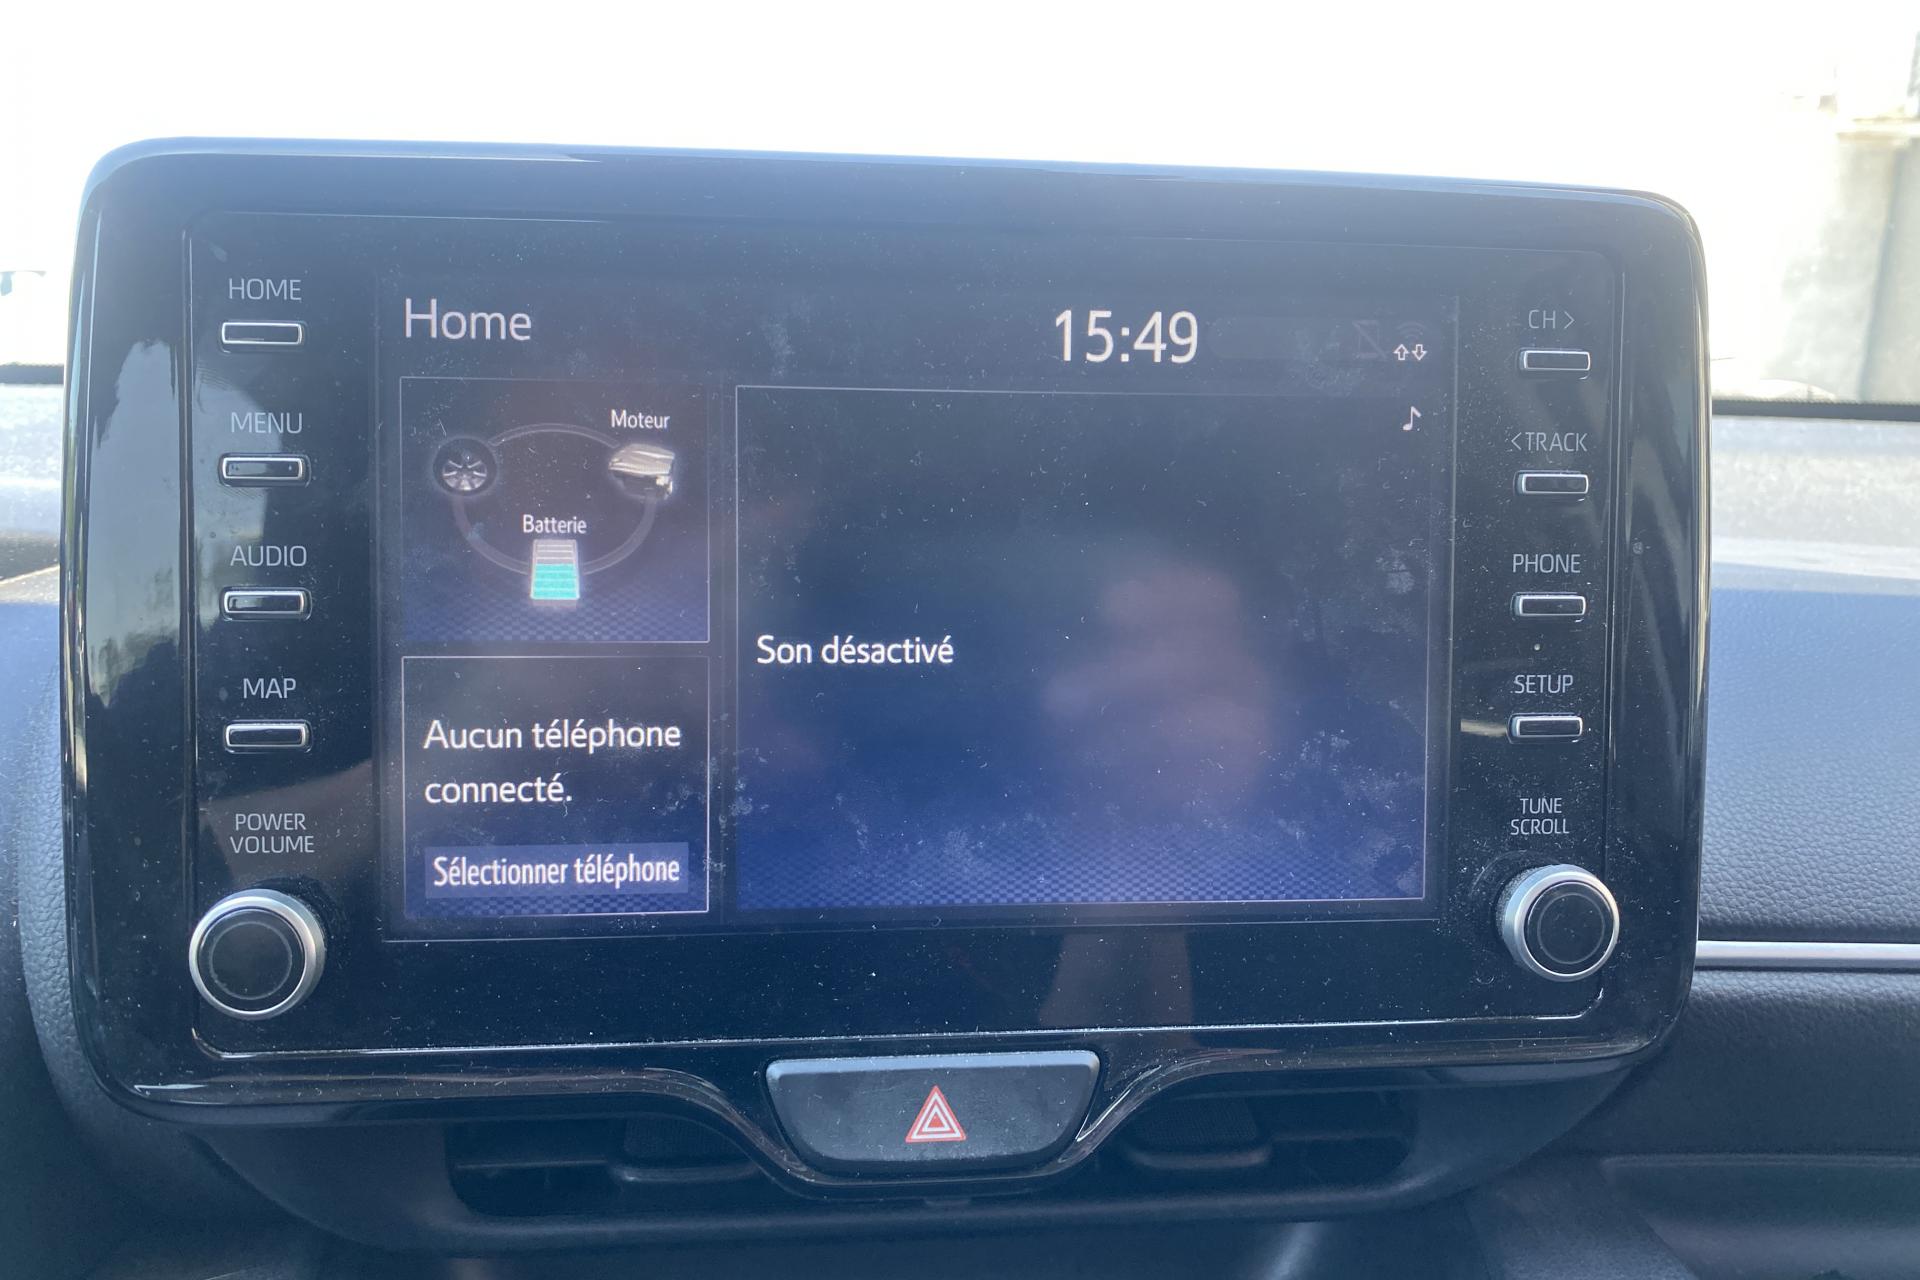 HOME
MENU
AUDIO
MAP
POWER
VOLUME
Home
15:49
Moteur
Batterie
Aucun téléphone
connecté.
Sélectionner téléphone
Son désactivé
CH >
< TRACK
PHONE
SETUP
TUNE
SCROLL